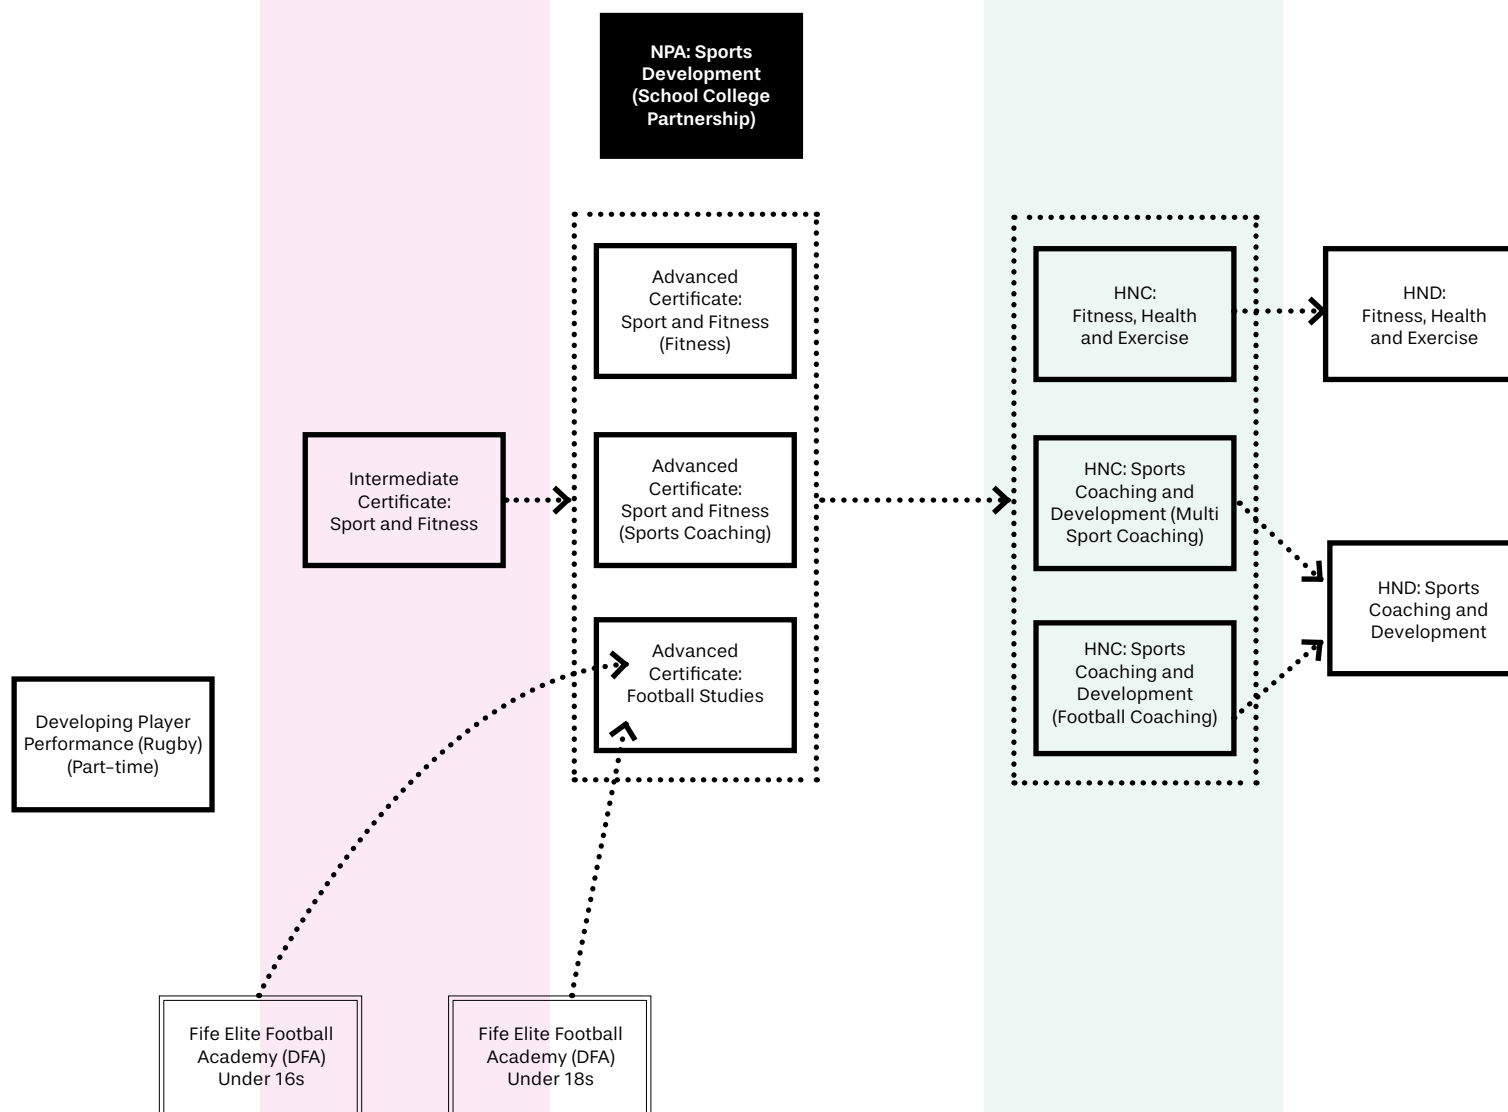 NPA: Sports
Development
(School College
Partnership)
Advanced
Certificate:
Sport and Fitness
(Fitness)
HNC:
Fitness, Health
and Exercise
HND:
Fitness, Health
and Exercise
Intermediate
Certificate:
Sport and Fitness
Advanced
Certificate:
Sport and Fitness
(Sports Coaching)
HNC: Sports
Coaching and
Development (Multi
Sport Coaching)
HND: Sports
Coaching and
Development
Advanced
Certificate:
Football Studies
HNC: Sports
Coaching and
Development
(Football Coaching)
Developing Player
Performance (Rugby)
(Part-time)
Fife Elite Football
Academy (DFA)
Under 16s
Fife Elite Football
Academy (DFA)
Under 18s